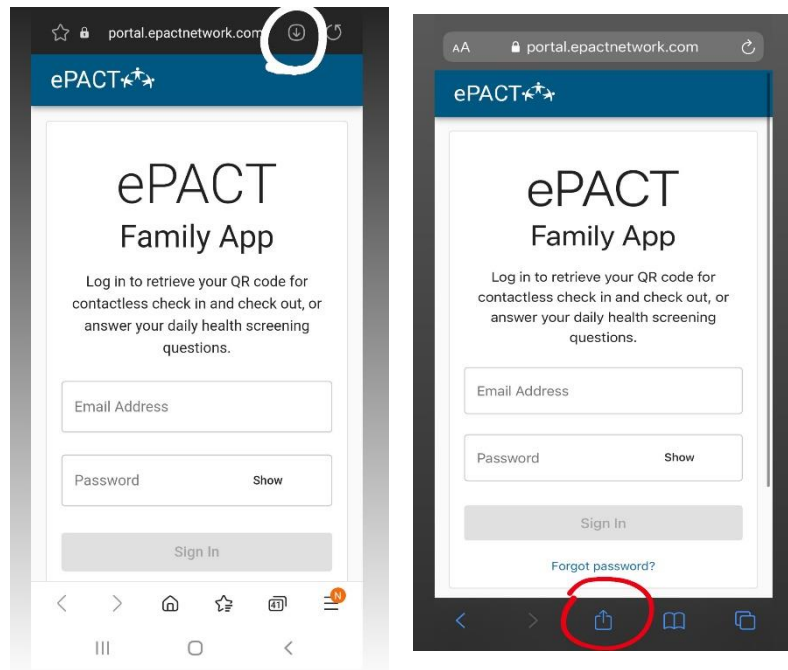 portal.epactnetwork.com
ePACT
ePACT
Family App
Log in to retrieve your QR code for
contactless check in and check out, or
answer your daily health screening
questions.
Email Address
Password Show
Sign In
41
N
AA portal.epactnetwork.com
ePACT
ePACT
Family App
Log in to retrieve your QR code for
contactless check in and check out, or
answer your daily health screening
questions.
Email Address
Password Show
Sign In
Forgot password?